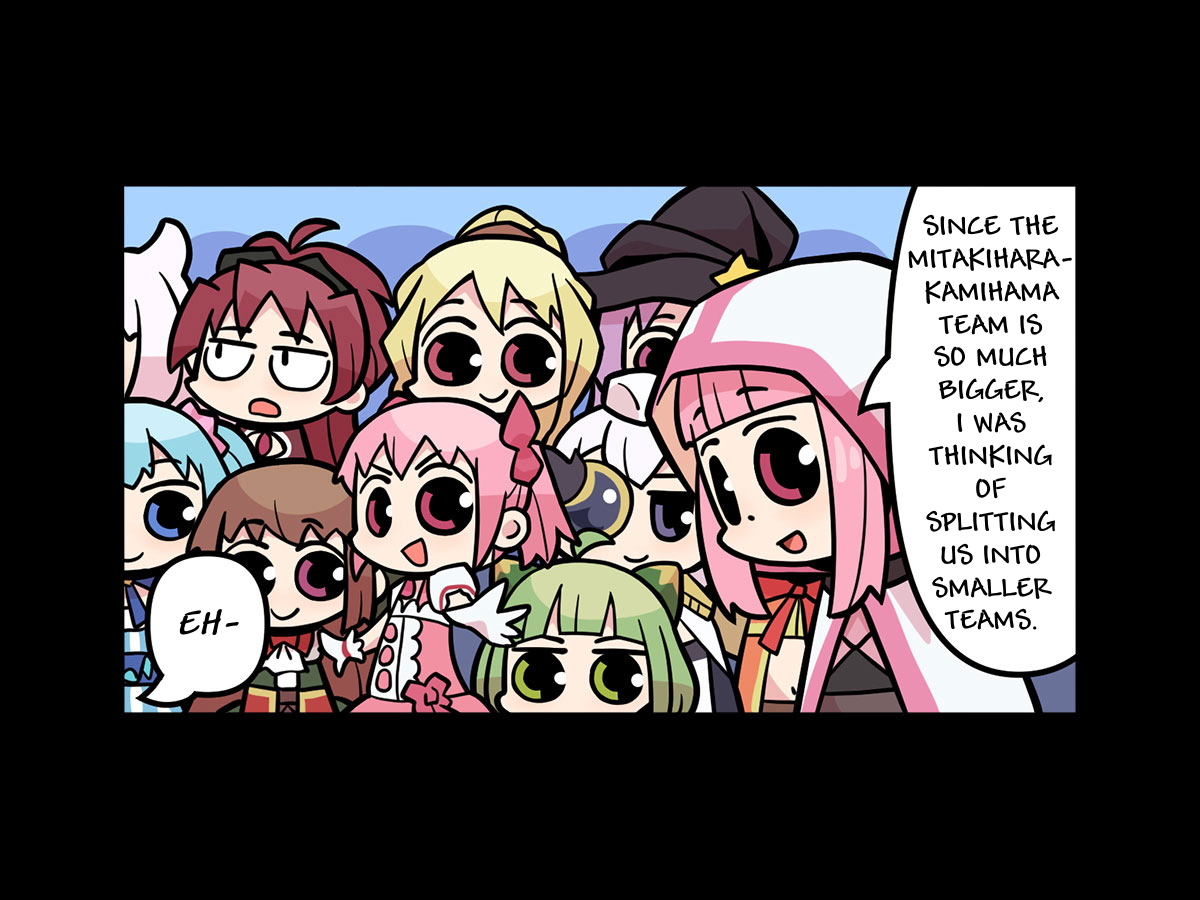 SINCE THE
MITAKIHARA-
KAMIHAMA
TEAM IS
SO MUCH
BIGGER,
I WAS
THINKING
OF
SPLITTING
US INTO
SMALLER
TEAMS.
EH-